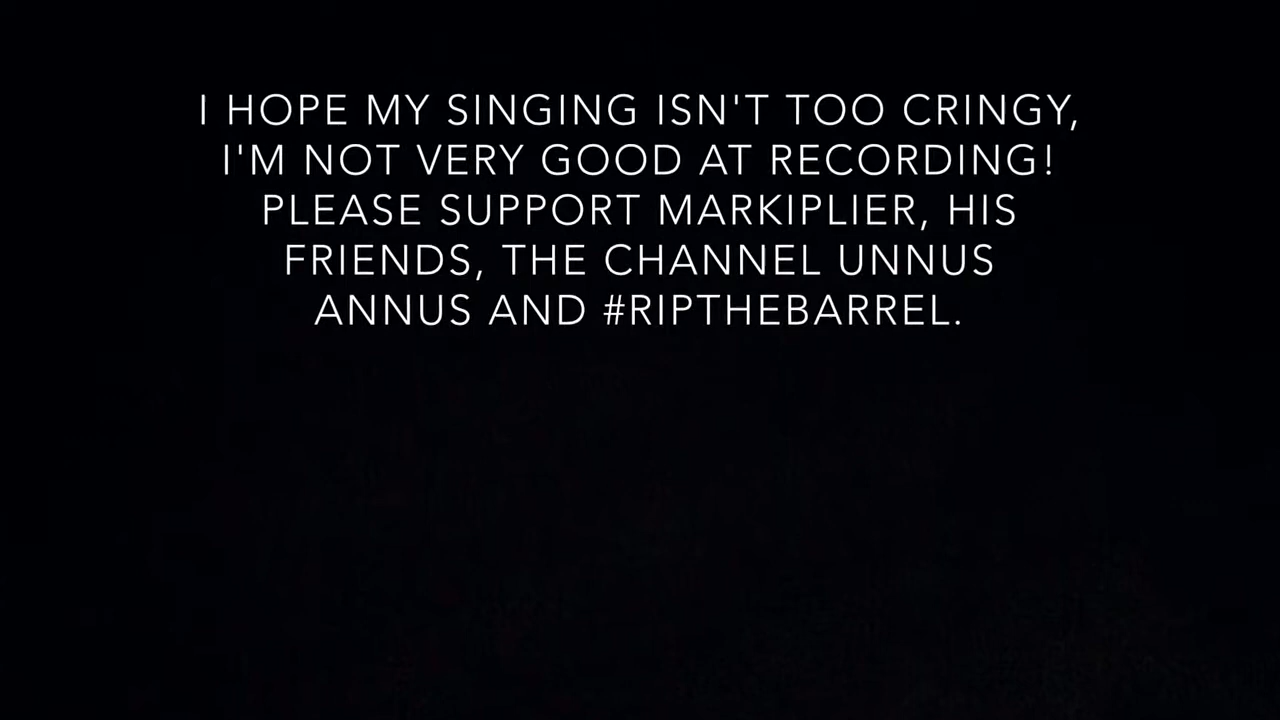 I HOPE MY SINGING ISN'T TOO CRINGY,
I'M NOT VERY GOOD AT RECORDING!
PLEASE SUPPORT MARKIPLIER, HIS
FRIENDS, THE CHANNEL UNNUS
ANNUS AND #RIPTHEBARREL.